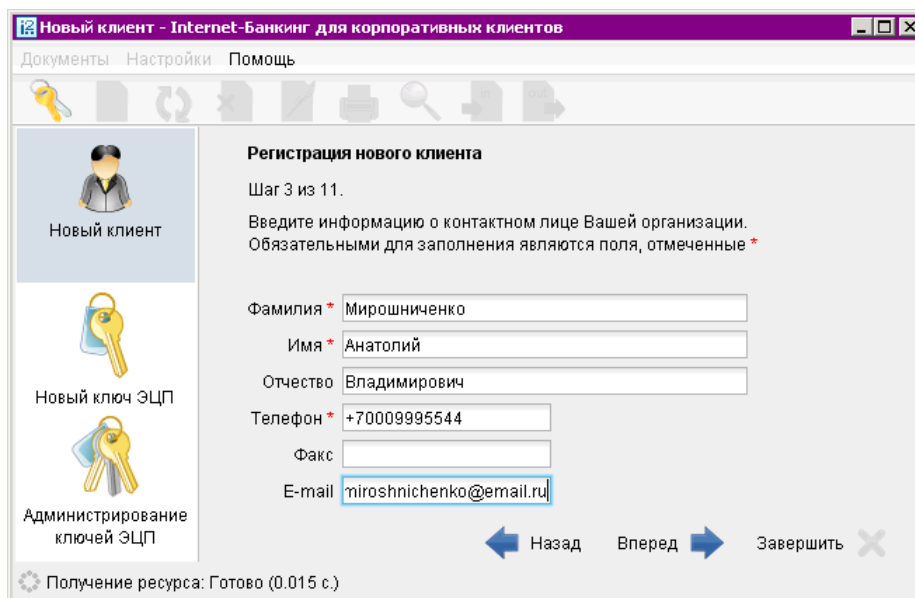 Новый клиент - Internet-Банкинг для корпоративных клиентов
Документы Настройки Помощь
in out
Новый клиент
Новый ключ ЭЦП
Администрирование
ключей ЭЦП
Регистрация нового клиента
Шаг 3 из 11.
Введите информацию о контактном лице Вашей организации.
Обязательными для заполнения являются поля, отмеченные *
Фамилия * Мирошниченко
Имя * Анатолий
Отчество Владимирович
Телефон * +70009995544
Факс
E-mail miroshnichenko@email.ru
Назад Вперед Завершить
Получение ресурса: Готово (0.015 с.)